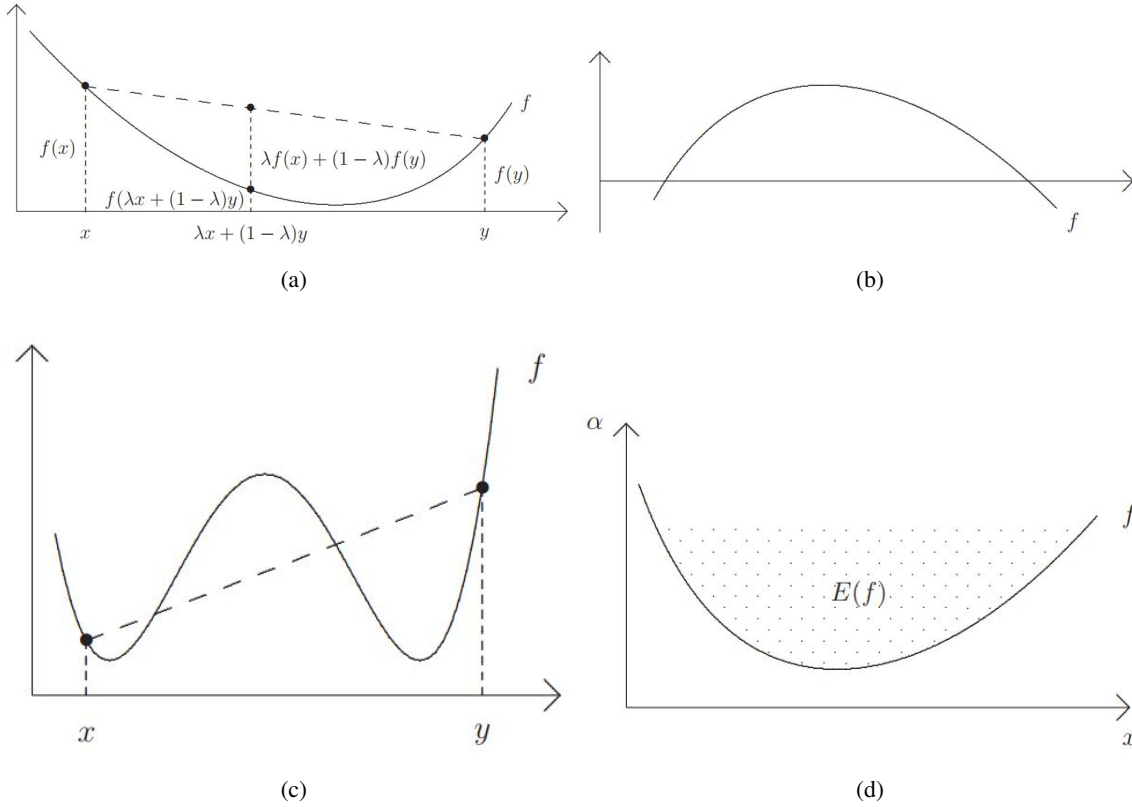 f
f(x)
λf(x) + (1 − λ)f(y)
f(y)
f(λx + (1 − λ)y)
x
λx + (1 − λ)y
y
(a)
f
(b)
f
x
y
(c)
α
f
E(f)
x
(d)